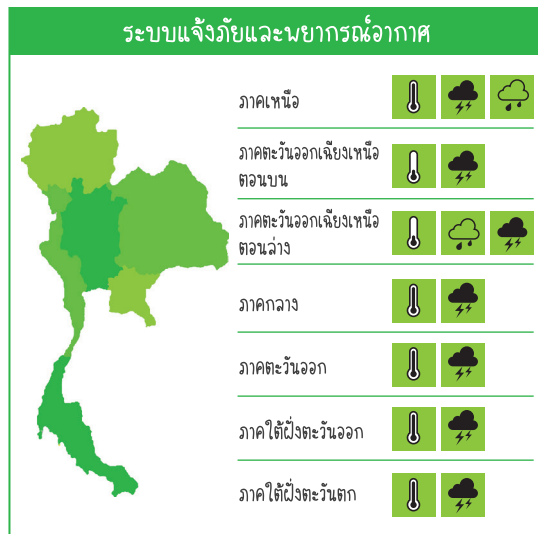 ระบบแจ้งภัยและพยากรณ์อากาศ
ภาคเหนือ
ภาคตะวันออกเฉียงเหนือ
ตอนบน
ภาคตะวันออกเฉียงเหนือ
ตอนล่าง
ภาคกลาง
ภาคตะวันออก
ภาคใต้ฝั่งตะวันออก
ภาคใต้ฝั่งตะวันตก